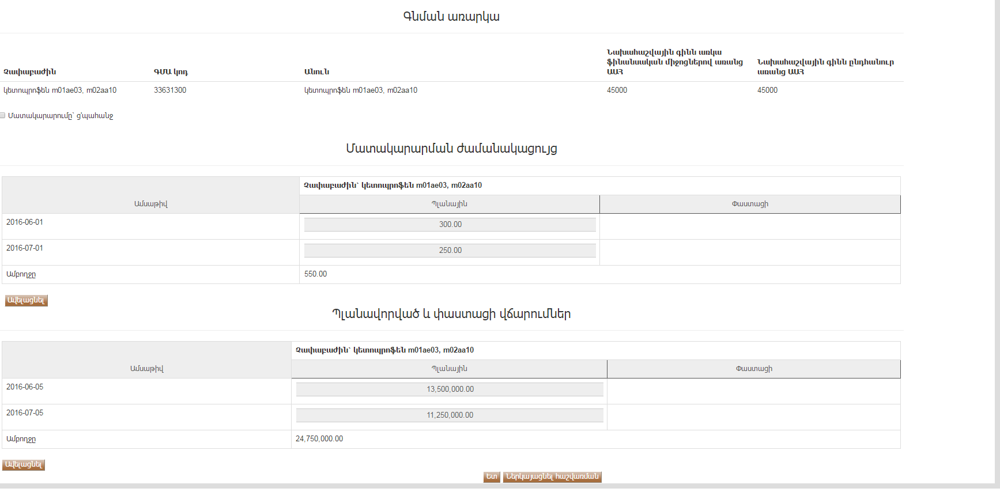 Գնման առարկա
Չափաբաժին
ԳՄԱ կոդ
Անուն
Նախահաշվային գինն առկա
ֆինանսական միջոցներով առանց
ԱԱՀ
Նախահաշվային գինն ընդհանուր
առանց ԱԱՀ
կետոպրոֆեն m01ae03, m02aa10
33631300
կետոպրոֆեն m01ae03, m02aa10
45000
45000
Մատակարարումը՝ ց'պահանջ
Մատակարարման ժամանակացույց
Ամսաթիվ
Չափաբաժին՝ կետոպրոֆեն m01ae03, m02aa10
Պլանային
Փաստացի
2016-06-01
300.00
2016-07-01
250.00
Ամբողջը
550.00
Ավելացնել
Պլանավորված և փաստացի վճարումներ
Ամսաթիվ
Չափաբաժին՝ կետոպրոֆեն m01ae03, m02aa10
Պլանային
Փաստացի
2016-06-05
13,500,000.00
2016-07-05
11,250,000.00
Ամբողջը
24,750,000.00
Ավելացնել
Ետ
Ներկայացնել հաշվառման